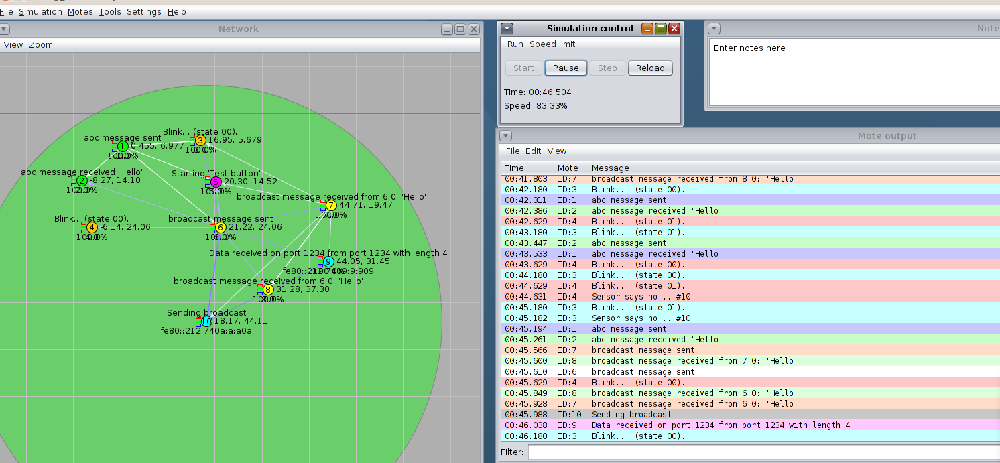 File Simulation Motes Tools Settings Help
Network
View Zoom
abc message sent
1 0.455, 6.977
Blink... (state 00).
3 16.95, 5.679
abc message received 'Hello'
2 -8.27, 14.10
Starting 'Test button'
5 20.30, 14.52
broadcast message received from 6.0: 'Hello'
7 44.71, 19.47
Blink... (state 00).
4 -6.14, 24.06
broadcast message sent
6 21.22, 24.06
Data received on port 1234 from port 1234 with length 4
9 44.05, 31.45
broadcast message received from 6.0: 'Hello'
8 31.28, 37.30
Sending broadcast
10 18.17, 44.11
fe80::212:740a:a:a0a
Simulation control
Run Speed limit
Start Pause Step Reload
Time: 00:46.504
Speed: 83.33%
Note
Enter notes here
Mote output
File Edit View
Time Mote Message
00:41.803 ID:7 broadcast message received from 8.0: 'Hello'
00:42.180 ID:3 Blink... (state 00).
00:42.311 ID:1 abc message sent
00:42.386 ID:2 abc message received 'Hello'
00:42.629 ID:4 Blink... (state 01).
00:43.180 ID:3 Blink... (state 01).
00:43.447 ID:2 abc message sent
00:43.533 ID:1 abc message received 'Hello'
00:43.629 ID:4 Blink... (state 00).
00:44.180 ID:3 Blink... (state 00).
00:44.629 ID:4 Blink... (state 01).
00:44.631 ID:4 Sensor says no... #10
00:45.180 ID:3 Blink... (state 01).
00:45.182 ID:3 Sensor says no... #10
00:45.194 ID:1 abc message sent
00:45.261 ID:2 abc message received 'Hello'
00:45.566 ID:7 broadcast message sent
00:45.600 ID:8 broadcast message received from 7.0: 'Hello'
00:45.610 ID:6 broadcast message sent
00:45.629 ID:4 Blink... (state 00).
00:45.849 ID:8 broadcast message received from 6.0: 'Hello'
00:45.928 ID:7 broadcast message received from 6.0: 'Hello'
00:45.988 ID:10 Sending broadcast
00:46.038 ID:9 Data received on port 1234 from port 1234 with length 4
00:46.180 ID:3 Blink... (state 00).
Filter: